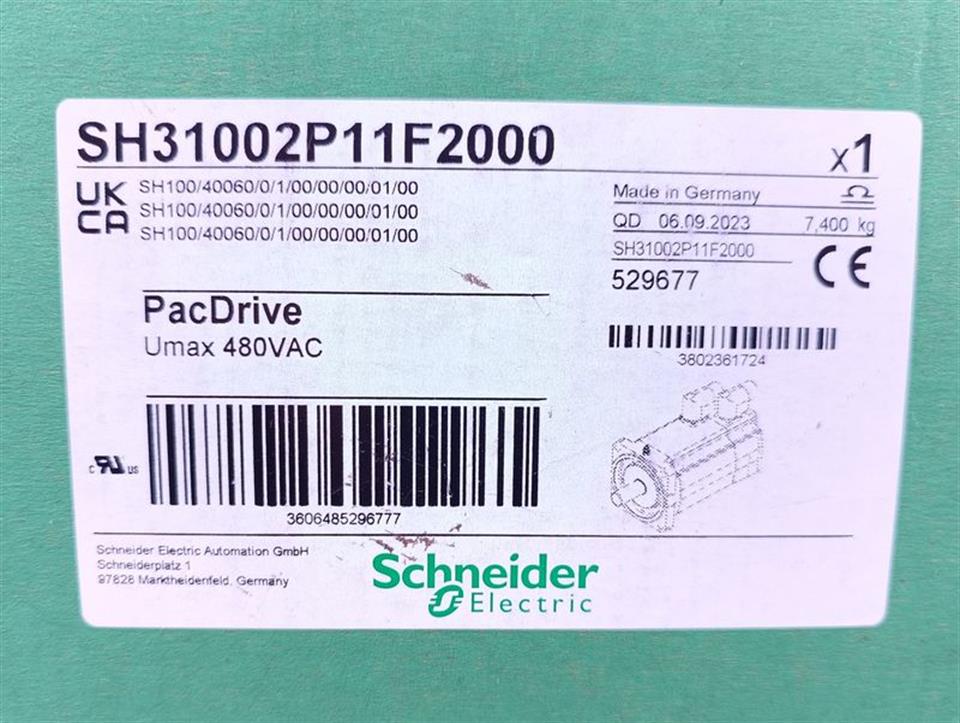 SH31002P11F2000
x1
UK
CA
SH100/40060/0/1/00/00/00/01/00
SH100/40060/0/1/00/00/00/01/00
SH100/40060/0/1/00/00/00/01/00
Made in Germany
QD 06.09.2023 7,400 kg
SH31002P11F2000
529677
CE
PacDrive
Umax 480VAC
3802361724
c RU us
3606485296777
Schneider Electric Automation GmbH
Schneiderplatz 1
97828 Marktheidenfeld, Germany
Schneider
Electric